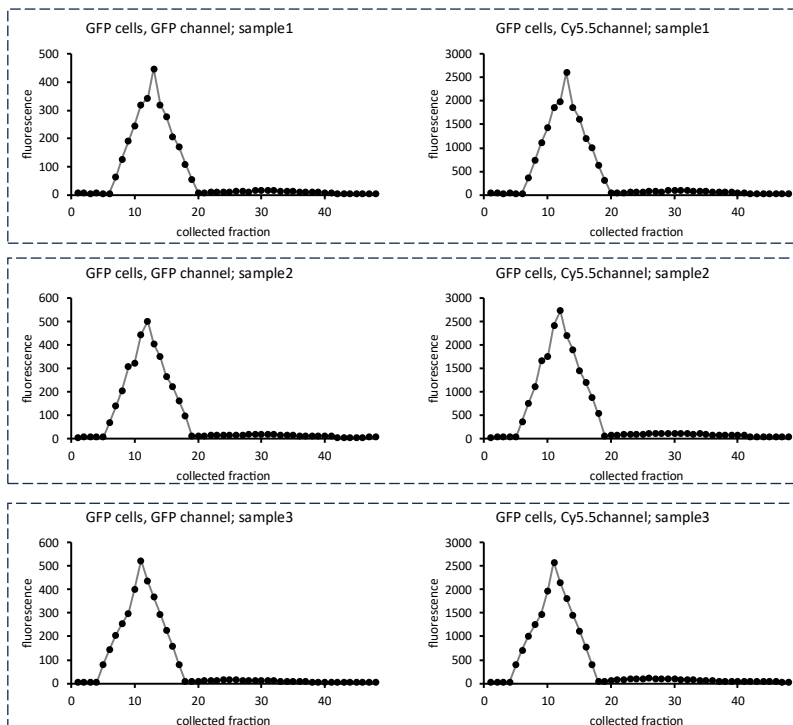 GFP cells, GFP channel; sample1
500
400
300
200
100
0
fluorescence
0 10 20 30 40
collected fraction
GFP cells, Cy5.5channel; sample1
3000
2500
2000
1500
1000
500
0
fluorescence
0 10 20 30 40
collected fraction
GFP cells, GFP channel; sample2
600
500
400
300
200
100
0
fluorescence
0 10 20 30 40
collected fraction
GFP cells, Cy5.5channel; sample2
3000
2500
2000
1500
1000
500
0
fluorescence
0 10 20 30 40
collected fraction
GFP cells, GFP channel; sample3
600
500
400
300
200
100
0
fluorescence
0 10 20 30 40
collected fraction
GFP cells, Cy5.5channel; sample3
3000
2500
2000
1500
1000
500
0
fluorescence
0 10 20 30 40
collected fraction